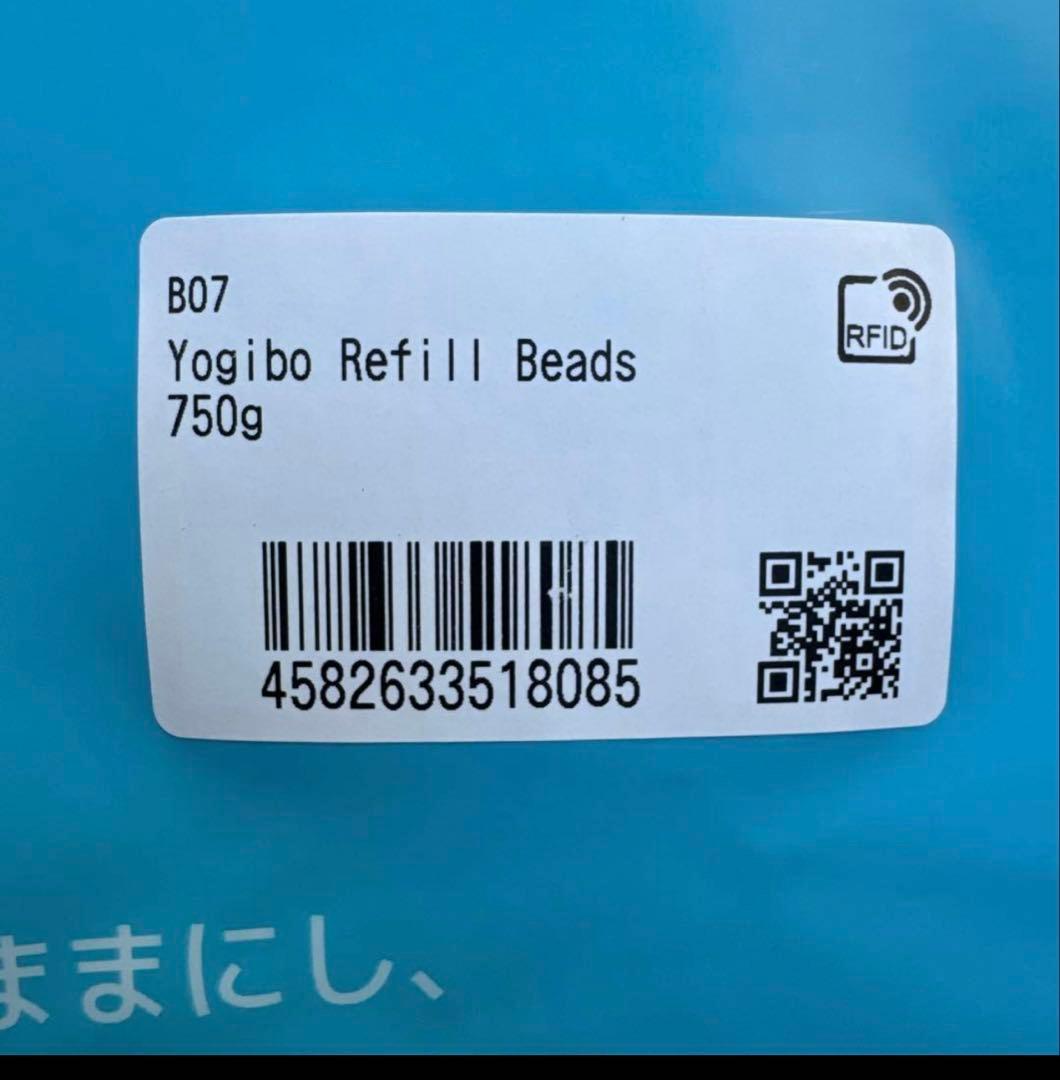 B07
RFID
Yogibo Refill Beads
750g
4582633518085
ままにし、